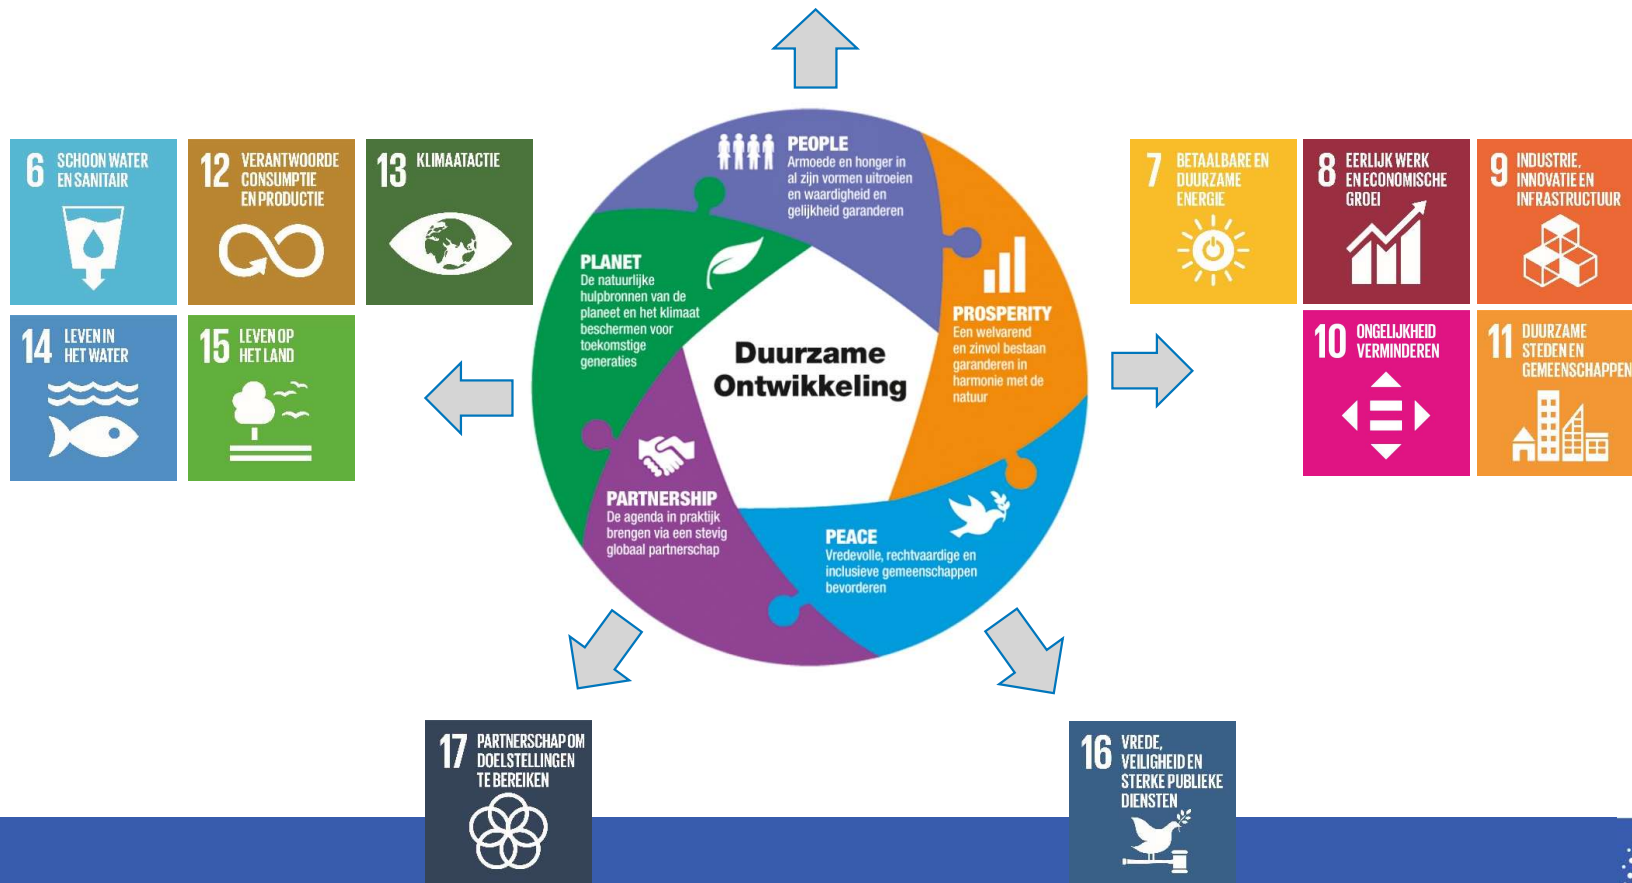 6 SCHOON WATER
EN SANITAIR
12 VERANTWOORDE
CONSUMPTIE
EN PRODUCTIE
13 KLIMAATACTIE
14 LEVEN IN
HET WATER
15 LEVEN OP
HET LAND
PEOPLE
Armoede en honger in
al zijn vormen uitroeien
en waardigheid en
gelijkheid garanderen
PLANET
De natuurlijke
hulpbronnen van de
planeet en het klimaat
beschermen voor
toekomstige
generaties
PROSPERITY
Een welvarend
en zinvol bestaan
garanderen in
harmonie met de
natuur
Duurzame
Ontwikkeling
PARTNERSHIP
De agenda in praktijk
brengen via een stevig
globaal partnerschap
PEACE
Vredevolle, rechtvaardige en
inclusieve gemeenschappen
bevorderen
7 BETAALBARE EN
DUURZAME
ENERGIE
8 EERLIJK WERK
EN ECONOMISCHE
GROEI
9 INDUSTRIE,
INNOVATIE EN
INFRASTRUCTUUR
10 ONGELIJKHEID
VERMINDEREN
11 DUURZAME
STEDEN EN
GEMEENSCHAPPEN
17 PARTNERSCHAP OM
DOELSTELLINGEN
TE BEREIKEN
16 VREDE,
VEILIGHEID EN
STERKE PUBLIEKE
DIENSTEN